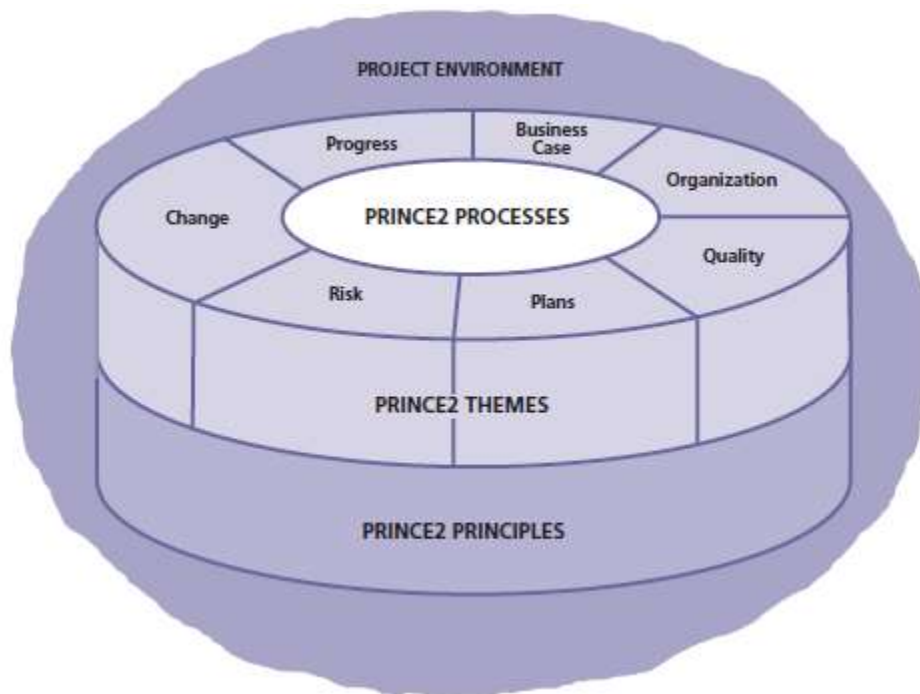 PROJECT ENVIRONMENT
Progress
Business
Case
Organization
Change
PRINCE2 PROCESSES
Quality
Risk
Plans
PRINCE2 THEMES
PRINCE2 PRINCIPLES